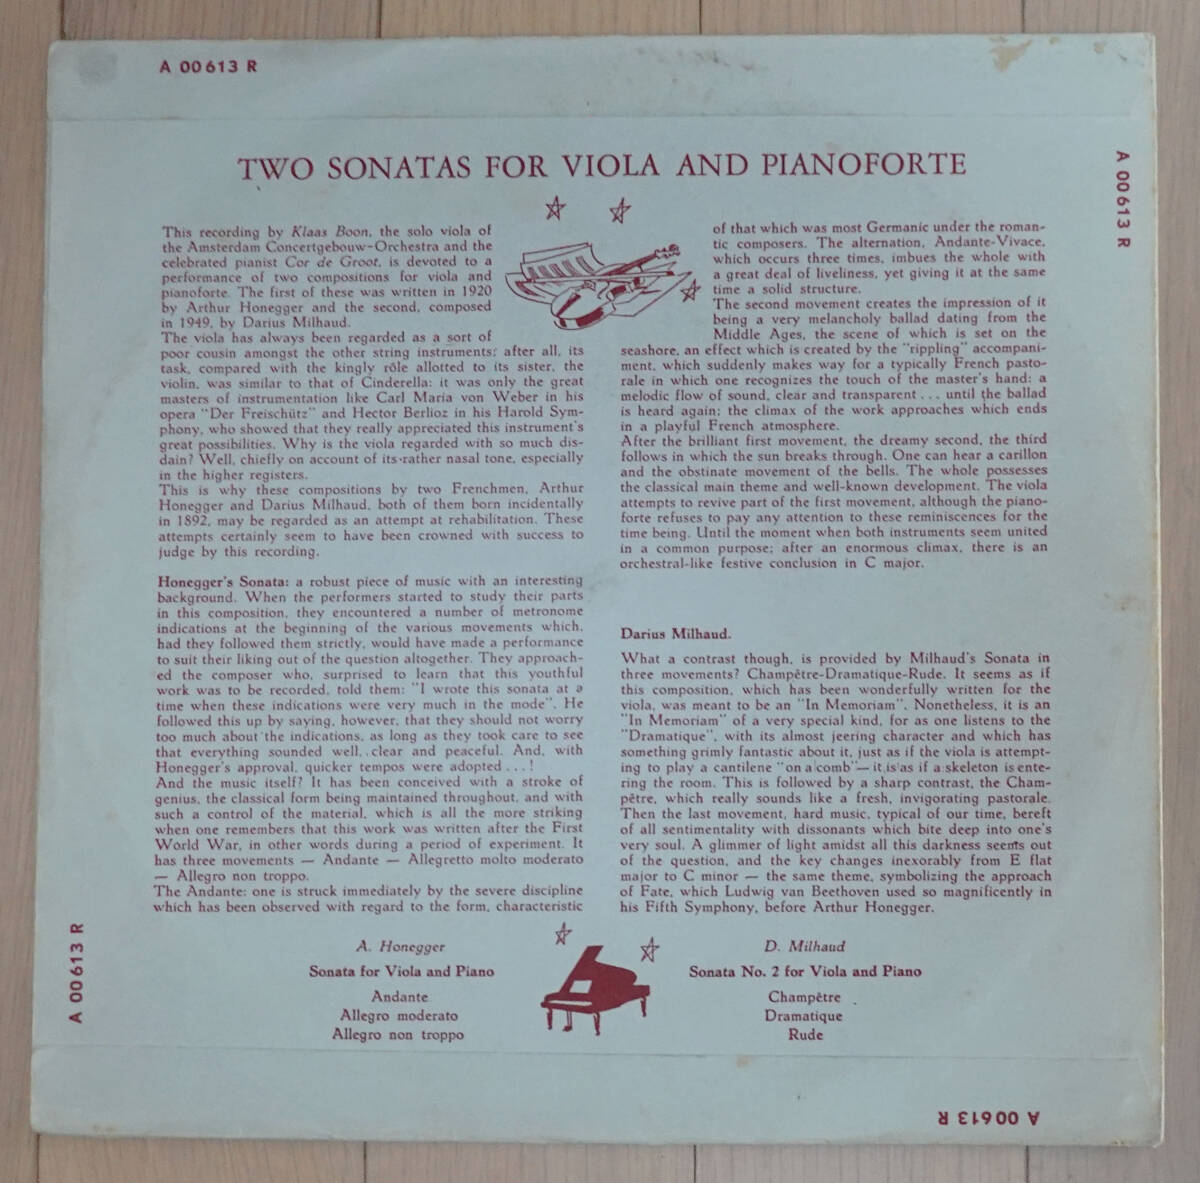 A 00613 R
TWO SONATAS FOR VIOLA AND PIANOFORTE
This recording by Klaas Boon, the solo viola of
the Amsterdam Concertgebouw-Orchestra and the
celebrated pianist Cor de Groot, is devoted to a
performance of two compositions for viola and
pianoforte. The first of these was written in 1920
by Arthur Honegger and the second, composed
in 1949, by Darius Milhaud.
The viola has always been regarded as a sort of
poor cousin amongst the other string instruments; after all, its
task, compared with the kingly rôle allotted to its sister, the
violin, was similar to that of Cinderella: it was only the great
masters of instrumentation like Carl Maria von Weber in his
opera "Der Freischütz" and Hector Berlioz in his Harold Sym-
phony, who showed that they really appreciated this instrument's
great possibilities. Why is the viola regarded with so much dis-
dain? Well, chiefly on account of its rather nasal tone, especially
in the higher registers.
This is why these compositions by two Frenchmen, Arthur
Honegger and Darius Milhaud, both of them born incidentally
in 1892, may be regarded as an attempt at rehabilitation. These
attempts certainly seem to have been crowned with success to
judge by this recording.
Honegger's Sonata: a robust piece of music with an interesting
background. When the performers started to study their parts
in this composition, they encountered a number of metronome
indications at the beginning of the various movements which,
had they followed them strictly, would have made a performance
to suit their liking out of the question altogether. They approach-
ed the composer who, surprised to learn that this youthful
work was to be recorded, told them: "I wrote this sonata at a
time when these indications were very much in the mode". He
followed this up by saying, however, that they should not worry
too much about the indications, as long as they took care to see
that everything sounded well, clear and peaceful. And, with
Honegger's approval, quicker tempos were adopted...!
And the music itself? It has been conceived with a stroke of
genius, the classical form being maintained throughout, and with
such a control of the material, which is all the more striking
when one remembers that this work was written after the First
World War, in other words during a period of experiment. It
has three movements — Andante — Allegretto molto moderato
— Allegro non troppo.
The Andante: one is struck immediately by the severe discipline
which has been observed with regard to the form, characteristic
of that which was most Germanic under the roman-
tic composers. The alternation, Andante-Vivace,
which occurs three times, imbues the whole with
a great deal of liveliness, yet giving it at the same
time a solid structure.
The second movement creates the impression of it
being a very melancholy ballad dating from the
Middle Ages, the scene of which is set on the
seashore, an effect which is created by the "rippling" accompani-
ment, which suddenly makes way for a typically French pasto-
rale in which one recognizes the touch of the master's hand: a
melodic flow of sound, clear and transparent... until the ballad
is heard again; the climax of the work approaches which ends
in a playful French atmosphere.
After the brilliant first movement, the dreamy second, the third
follows in which the sun breaks through. One can hear a carillon
and the obstinate movement of the bells. The whole possesses
the classical main theme and well-known development. The viola
attempts to revive part of the first movement, although the piano-
forte refuses to pay any attention to these reminiscences for the
time being. Until the moment when both instruments seem united
in a common purpose; after an enormous climax, there is an
orchestral-like festive conclusion in C major.
Darius Milhaud.
What a contrast though, is provided by Milhaud's Sonata in
three movements? Champêtre-Dramatique-Rude. It seems as if
this composition, which has been wonderfully written for the
viola, was meant to be an "In Memoriam". Nonetheless, it is an
"In Memoriam" of a very special kind, for as one listens to the
"Dramatique", with its almost jeering character and which has
something grimly fantastic about it, just as if the viola is attempt-
ing to play a cantilene "on a comb"— it is as if a skeleton is ente-
ring the room. This is followed by a sharp contrast, the Cham-
pêtre, which really sounds like a fresh, invigorating pastorale.
Then the last movement, hard music, typical of our time, bereft
of all sentimentality with dissonants which bite deep into one's
very soul. A glimmer of light amidst all this darkness seems out
of the question, and the key changes inexorably from E flat
major to C minor — the same theme, symbolizing the approach
of Fate, which Ludwig van Beethoven used so magnificently in
his Fifth Symphony, before Arthur Honegger.
A. Honegger
Sonata for Viola and Piano
Andante
Allegro moderato
Allegro non troppo
D. Milhaud
Sonata No. 2 for Viola and Piano
Champêtre
Dramatique
Rude
A 00613 R
A 00613 R
A 00613 R